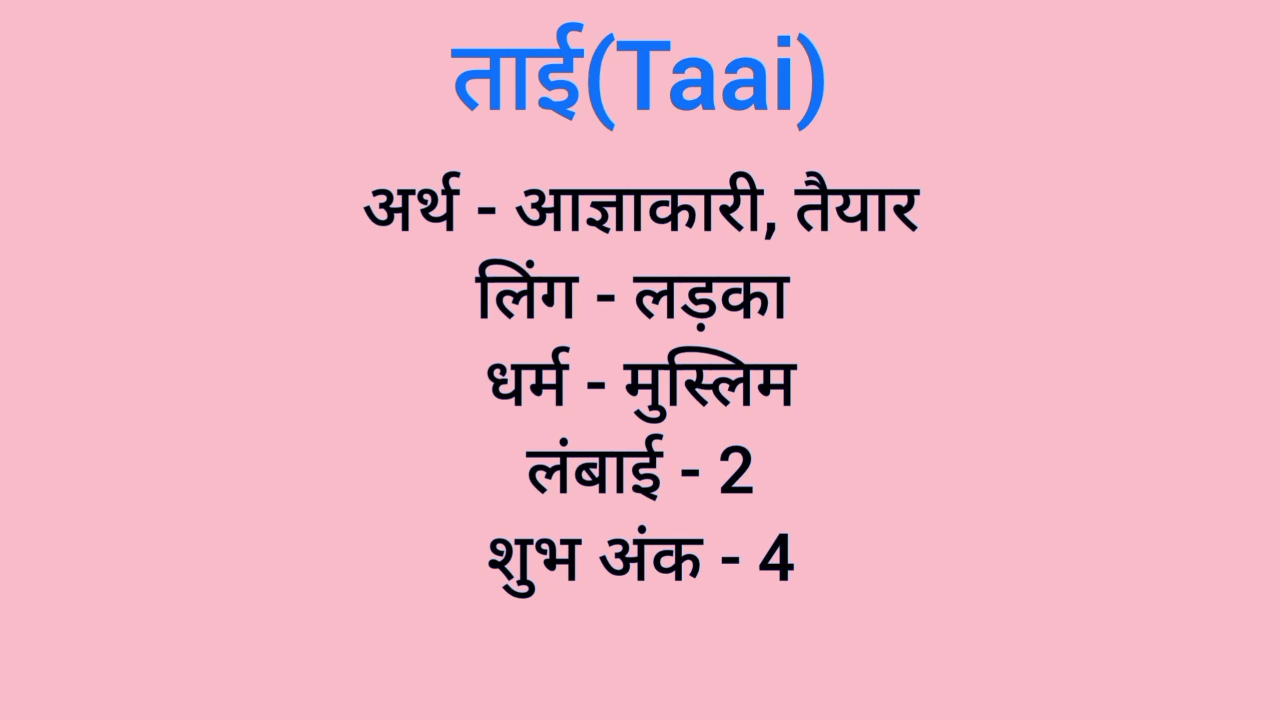 ताई(Taai)
अर्थ - आज्ञाकारी, तैयार
लिंग - लड़का
धर्म - मुस्लिम
लंबाई - 2
शुभ अंक - 4